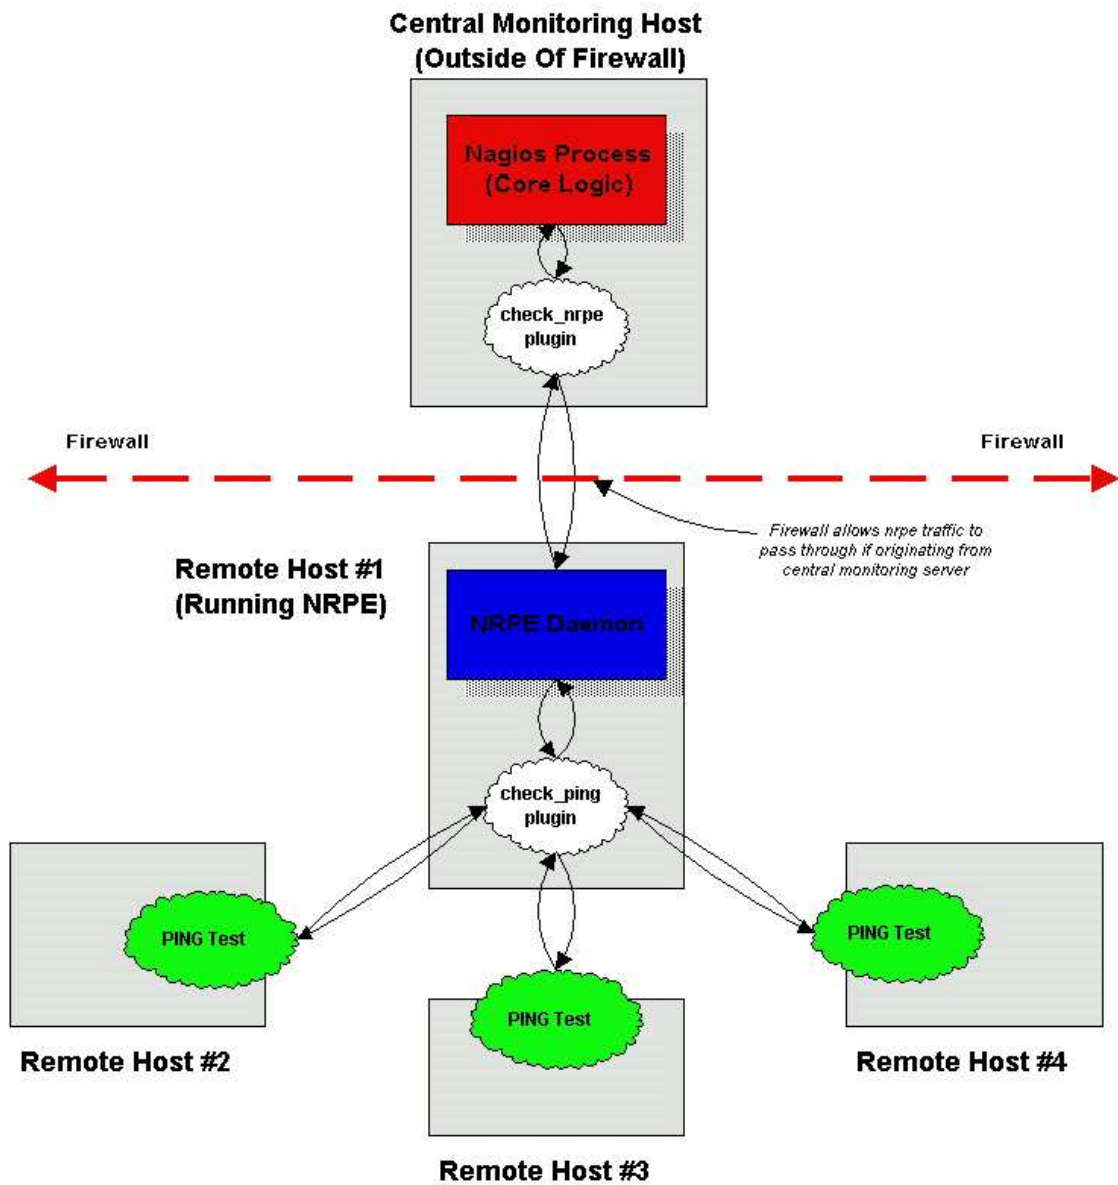 Central Monitoring Host
(Outside Of Firewall)
Nagios Process
(Core Logic)
check_nrpe
plugin
Firewall
Firewall
Firewall allows nrpe traffic to
pass through if originating from
central monitoring server
Remote Host #1
(Running NRPE)
NRPE Daemon
check_ping
plugin
PING Test
PING Test
PING Test
Remote Host #2
Remote Host #4
Remote Host #3